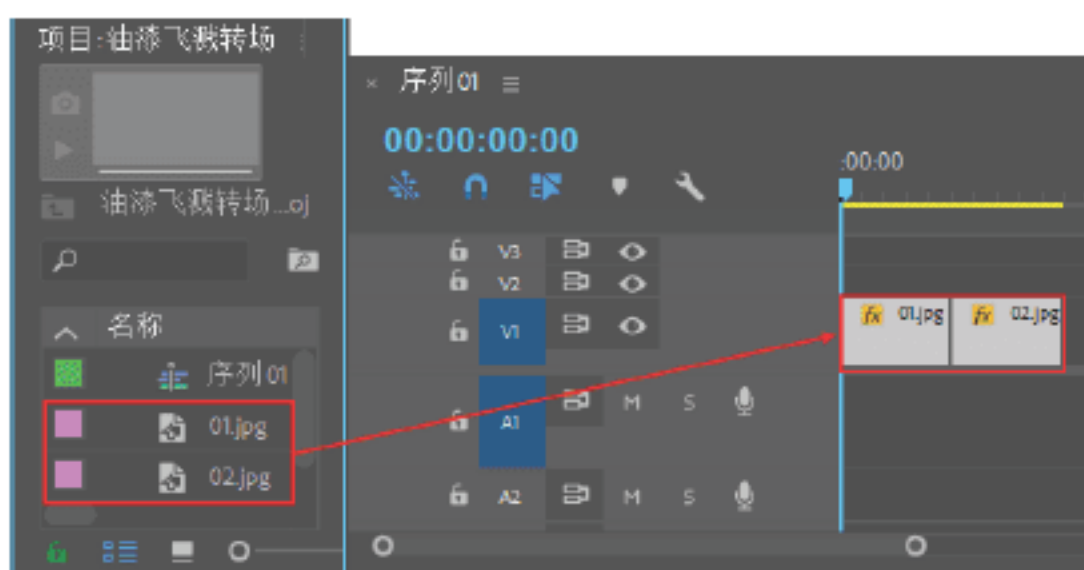 项目:油漆飞溅转场
油漆飞溅转场...oj
名称
序列 01
01.jpg
02.jpg
× 序列 01
00:00:00:00
:00:00
V3
V2
V1
fx 01.jpg fx 02.jpg
A1 M S
A2 M S